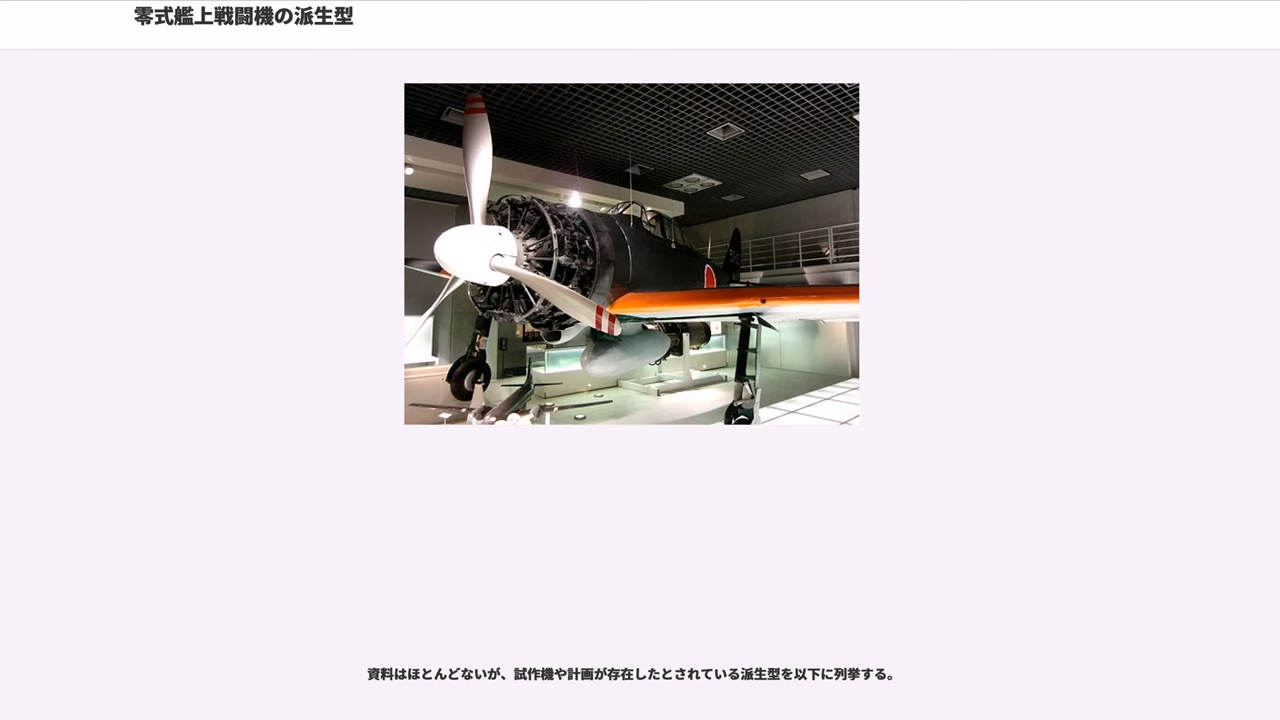 零式艦上戦闘機の派生型
資料はほとんどないが、試作機や計画が存在したとされている派生型を以下に列挙する。